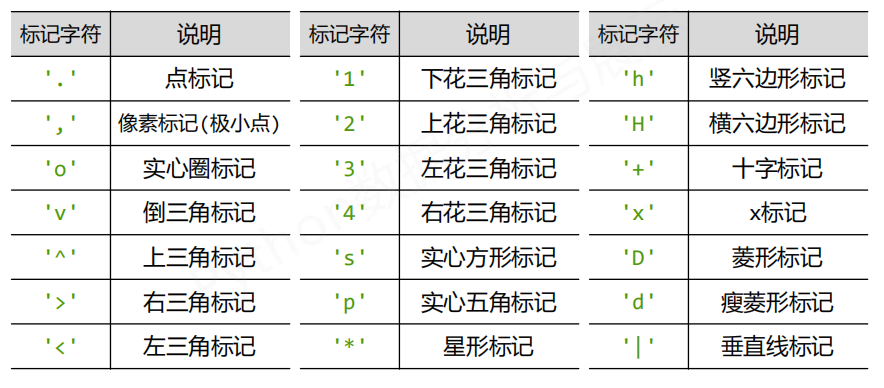 标记字符 说明 标记字符 说明 标记字符 说明
'.' 点标记 '1' 下花三角标记 'h' 竖六边形标记
',' 像素标记(极小点) '2' 上花三角标记 'H' 横六边形标记
'o' 实心圈标记 '3' 左花三角标记 '+' 十字标记
'v' 倒三角标记 '4' 右花三角标记 'x' x标记
'^' 上三角标记 's' 实心方形标记 'D' 菱形标记
'>' 右三角标记 'p' 实心五角标记 'd' 瘦菱形标记
'<' 左三角标记 '*' 星形标记 '|' 垂直线标记